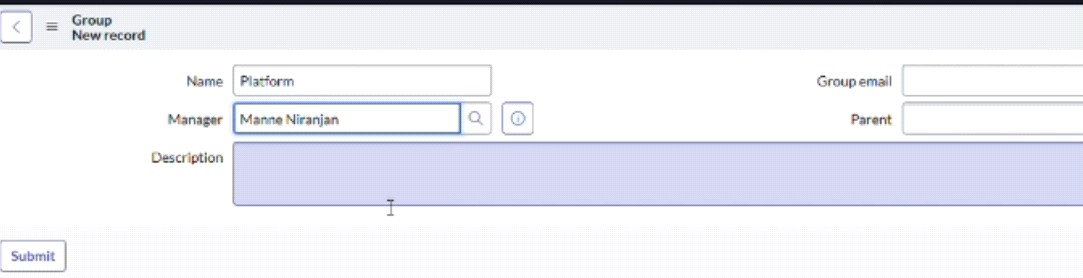 Group
New record
Name Platform Group email
Manager Manne Niranjan Parent
Description
Submit